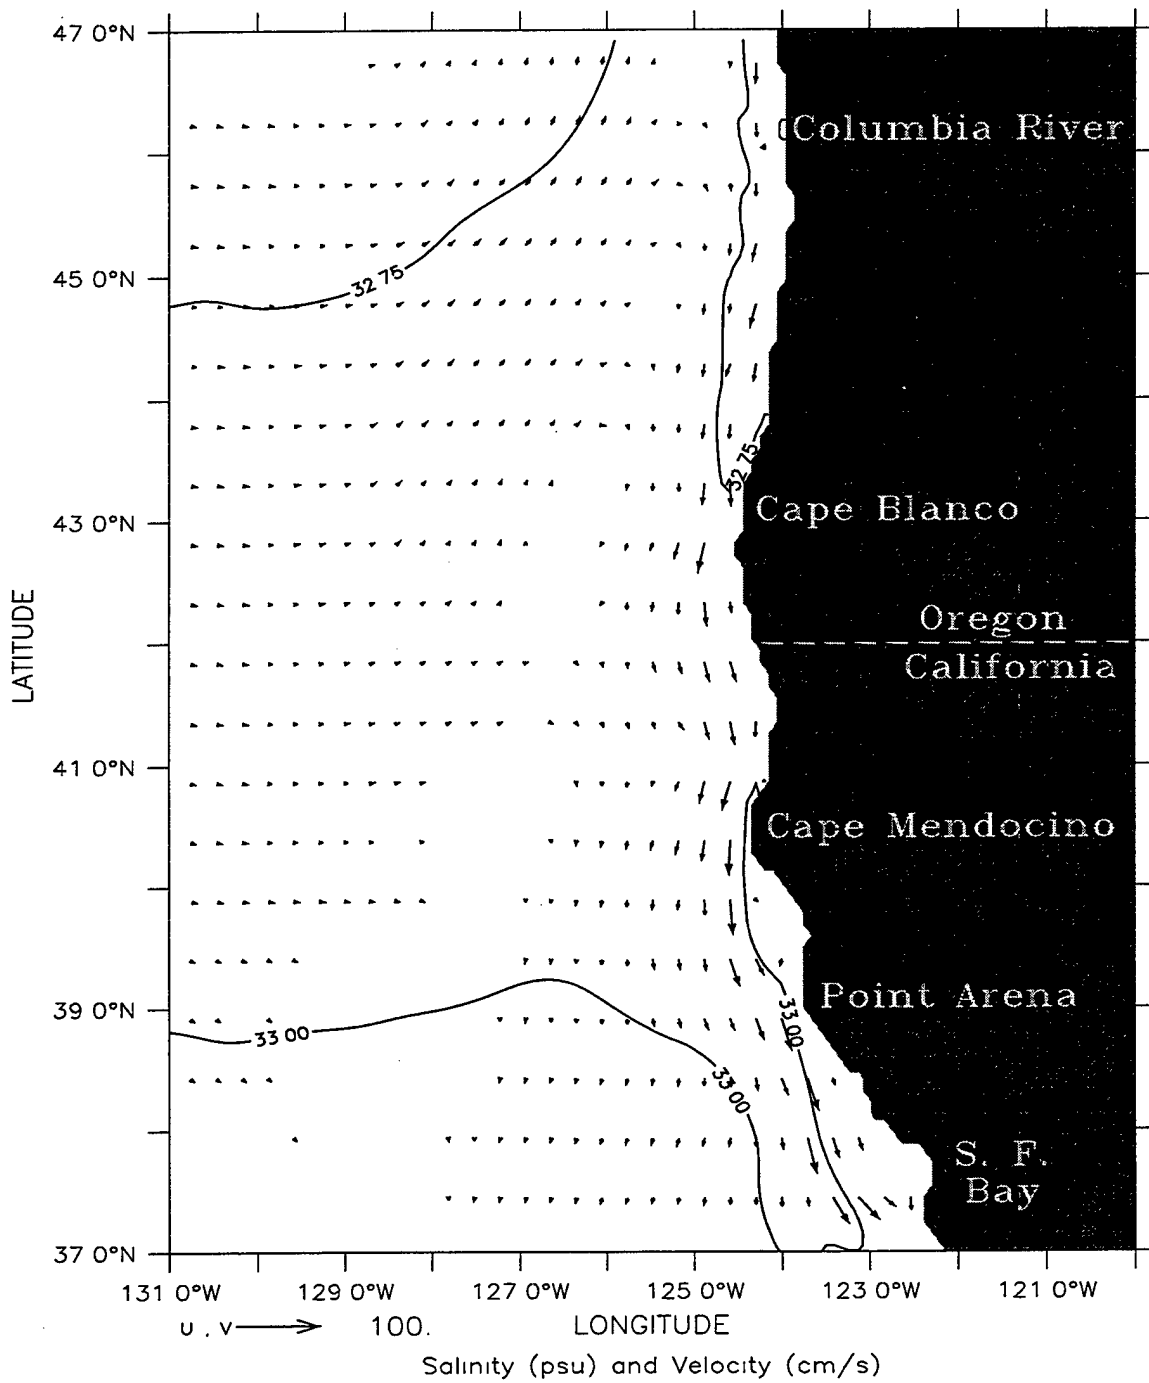 47 0°N
Columbia River
45 0°N
32 75
32 75
43 0°N
Cape Blanco
LATITUDE
Oregon
California
41 0°N
Cape Mendocino
39 0°N
33 00
33 00
Point Arena
33 00
S. F.
Bay
37 0°N
131 0°W 129 0°W 127 0°W 125 0°W 123 0°W 121 0°W
u , v 100. LONGITUDE
Salinity (psu) and Velocity (cm/s)